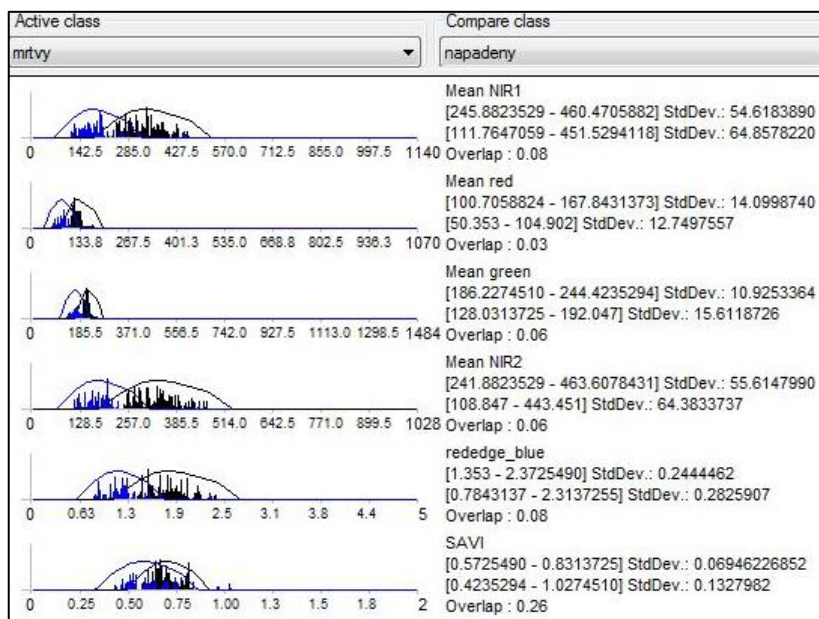 Active class
Compare class
mrtvy
napadeny
Mean NIR1
[245.8823529 - 460.4705882] StdDev.: 54.6183890
[111.7647059 - 451.5294118] StdDev.: 64.8578220
Overlap : 0.08
0 142.5 285.0 427.5 570.0 712.5 855.0 997.5 1140
Mean red
[100.7058824 - 167.8431373] StdDev.: 14.0998740
[50.353 - 104.902] StdDev.: 12.7497557
Overlap : 0.03
0 133.8 267.5 401.3 535.0 668.8 802.5 936.3 1070
Mean green
[186.2274510 - 244.4235294] StdDev.: 10.9253364
[128.0313725 - 192.047] StdDev.: 15.6118726
Overlap : 0.06
0 185.5 371.0 556.5 742.0 927.5 1113.0 1298.5 1484
Mean NIR2
[241.8823529 - 463.6078431] StdDev.: 55.6147990
[108.847 - 443.451] StdDev.: 64.3833737
Overlap : 0.06
0 128.5 257.0 385.5 514.0 642.5 771.0 899.5 1028
rededge_blue
[1.353 - 2.3725490] StdDev.: 0.2444462
[0.7843137 - 2.3137255] StdDev.: 0.2825907
Overlap : 0.08
0 0.63 1.3 1.9 2.5 3.1 3.8 4.4 5
SAVI
[0.5725490 - 0.8313725] StdDev.: 0.06946226852
[0.4235294 - 1.0274510] StdDev.: 0.1327982
Overlap : 0.26
0 0.25 0.50 0.75 1.00 1.3 1.5 1.8 2